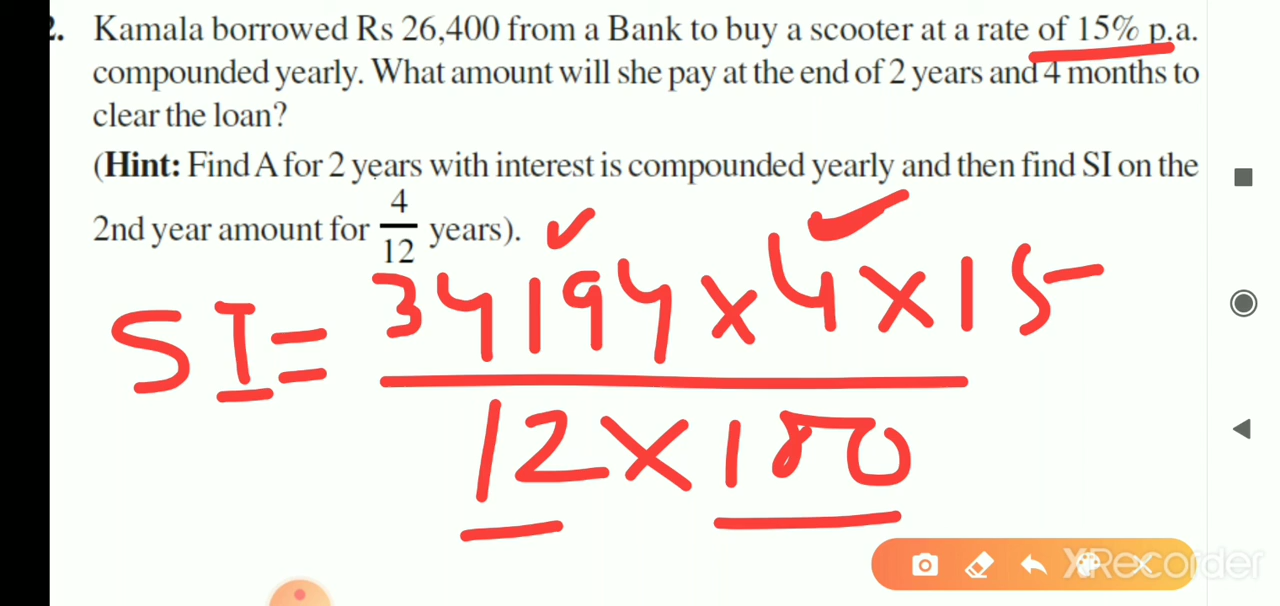 2. Kamala borrowed Rs 26,400 from a Bank to buy a scooter at a rate of 15% p.a.
compounded yearly. What amount will she pay at the end of 2 years and 4 months to
clear the loan?
(Hint: Find A for 2 years with interest is compounded yearly and then find SI on the
2nd year amount for 4/12 years).
SI = 34194 x 4 x 15
12 x 100
XRecorder